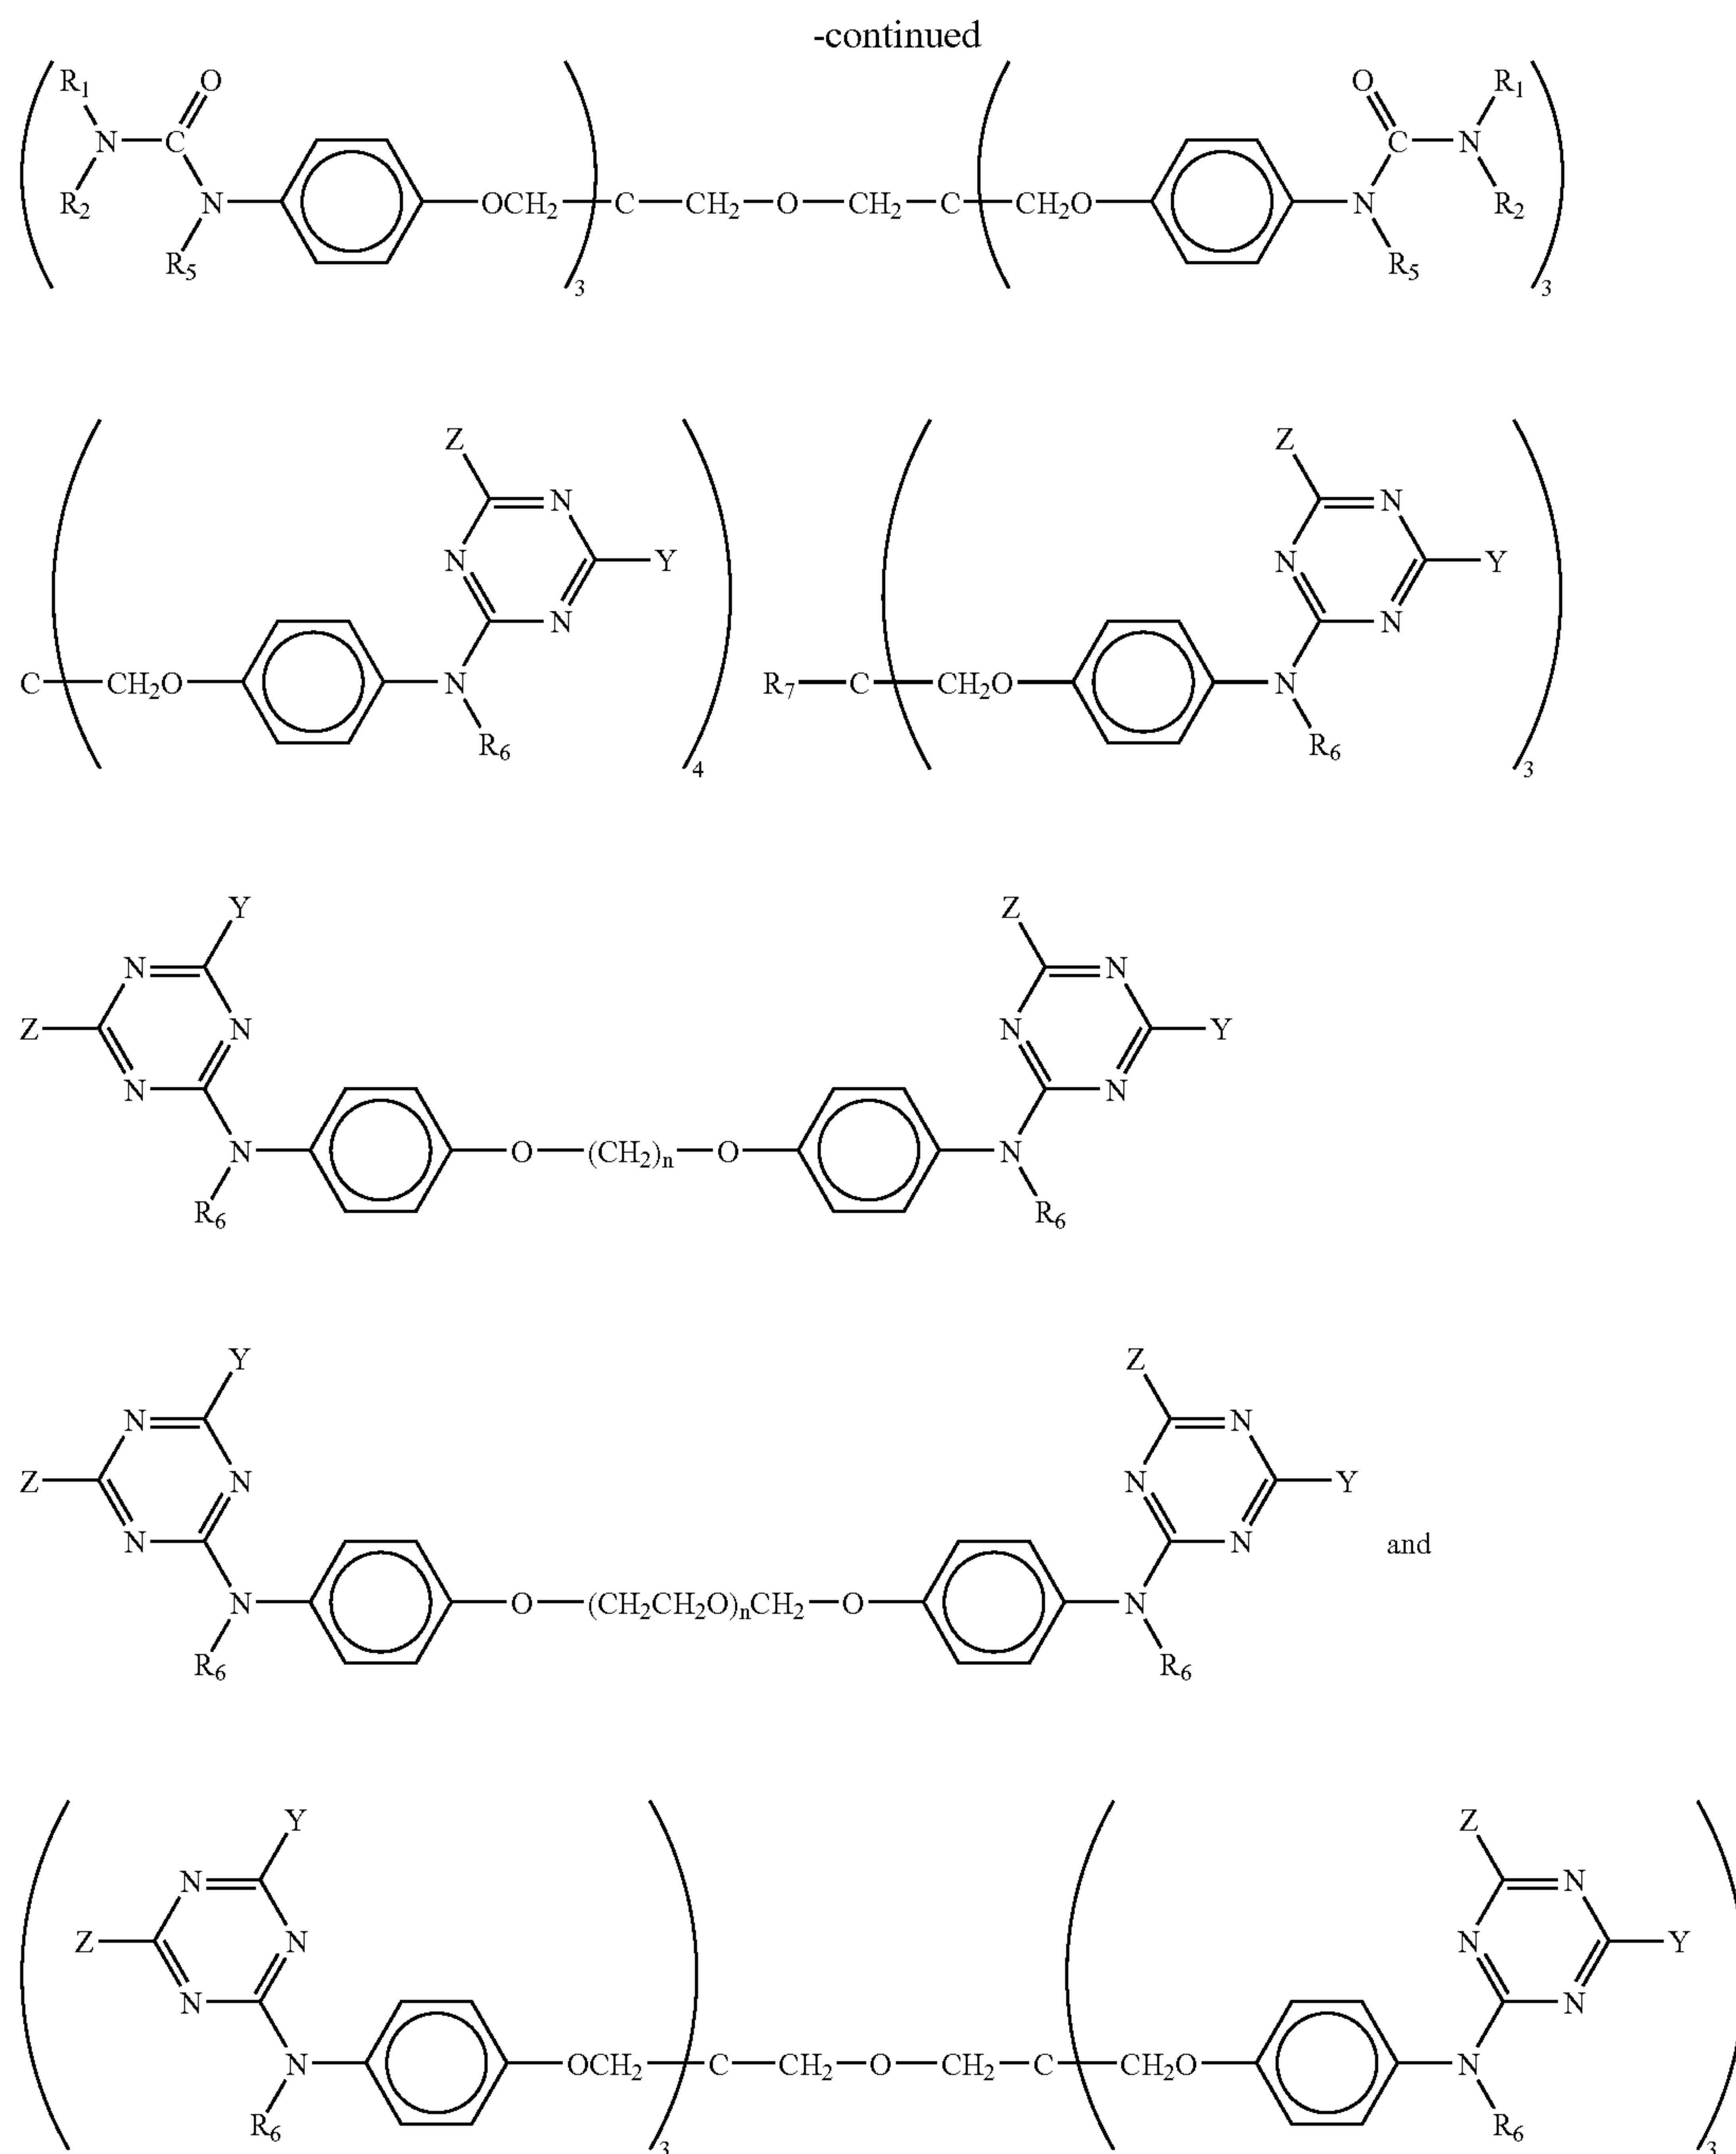 -continued
R1 O O R1
N—C C—N
R2 N OCH2—C—CH2—O—CH2—C—CH2O N R2
R5 R5
3 3
Z Z
N N
N Y N Y
N N
C—CH2O N R7—C—CH2O N
R6 R6
4 3
Y Z
N N
Z N N Y
N N
N O—(CH2)n—O N
R6 R6
Y Z
N N
Z N N Y
N N and
N O—(CH2CH2O)nCH2—O N
R6 R6
Y Z
N N
Z N N Y
N N
N OCH2—C—CH2—O—CH2—C—CH2O N
R6 R6
3 3